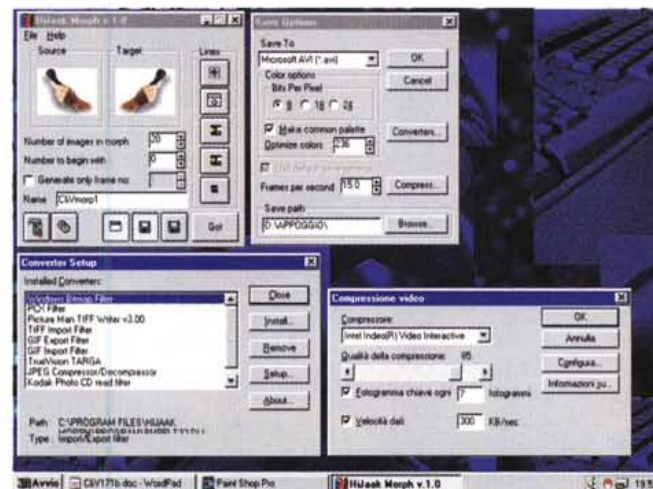 HiJaak Morph v.1.0
File Help
Source
Target
Lines
Number of images in morph 20
Number to begin with 0
Generate only frame no:
Name C&Vmorp1
Go!
Save Options
Save To
Microsoft AVI (*.avi)
OK
Cancel
Color options
Bits Per Pixel
8 16 24
Make common palette
Optimize colors 236
Converters...
Frames per second 15.0
Compress...
Save path
D:\APPOGGIO\
Browse...
Converter Setup
Installed Converters:
Windows Bitmap Filter
PCX Filter
Picture Man TIFF Writer v3.00
TIFF Import Filter
GIF Export Filter
GIF Import Filter
TrueVision TARGA
JPEG Compressor/Decompressor
Kodak Photo CD read filter
Close
Install...
Remove
Setup...
About...
Path: C:\PROGRAM FILES\HIJAAK
Type: Import/Export filter
Compressione video
Compressore:
Intel Indeo(R) Video Interactive
Qualità della compressione: 85
Fotogramma chiave ogni 7 fotogrammi
Velocità dati: 300 KB/sec
OK
Annulla
Configura...
Informazioni su...
Avvio
C&V171b.doc - WordPad
Paint Shop Pro
HiJaak Morph v.1.0